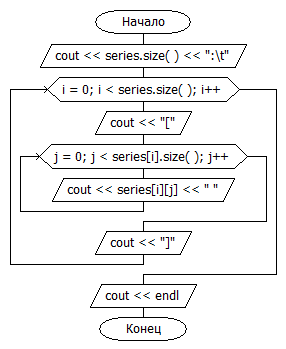 Начало
cout << series.size( ) << ":\t"
i = 0; i < series.size( ); i++
cout << "["
j = 0; j < series[i].size( ); j++
cout << series[i][j] << " "
cout << "]"
cout << endl
Конец